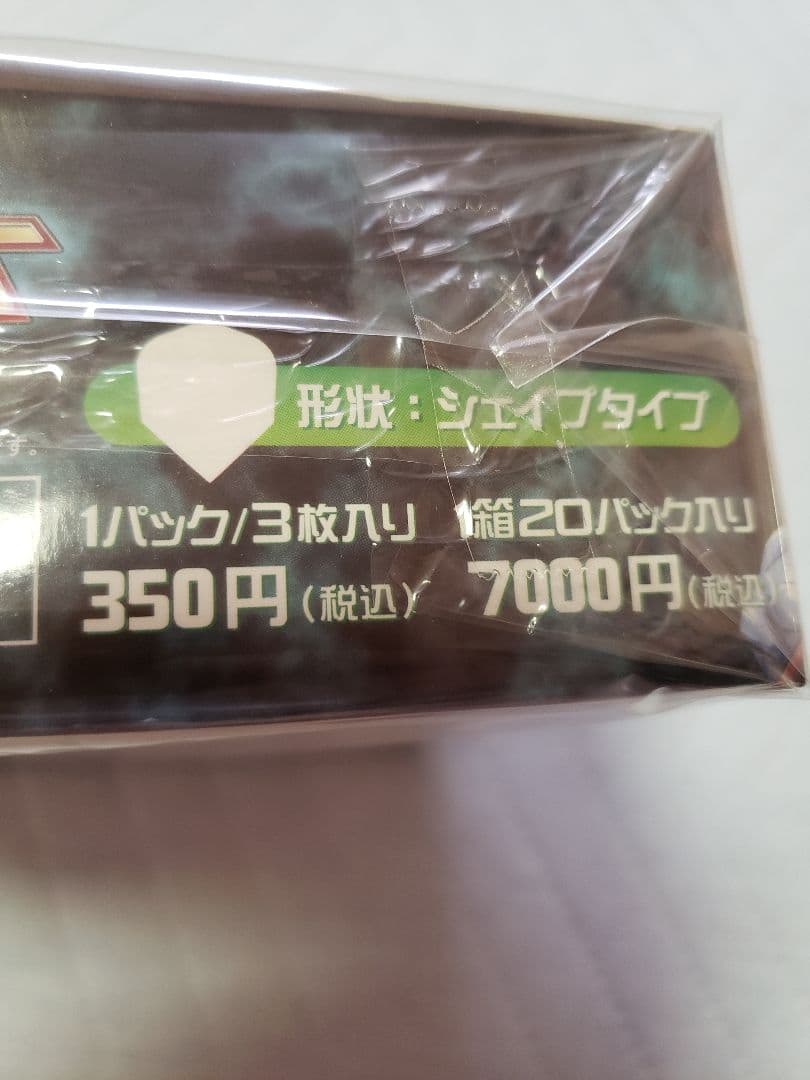 形状：シェイプタイプ
す。
1パック/3枚入り 1箱20パック入り
350円(税込) 7000円(税込)